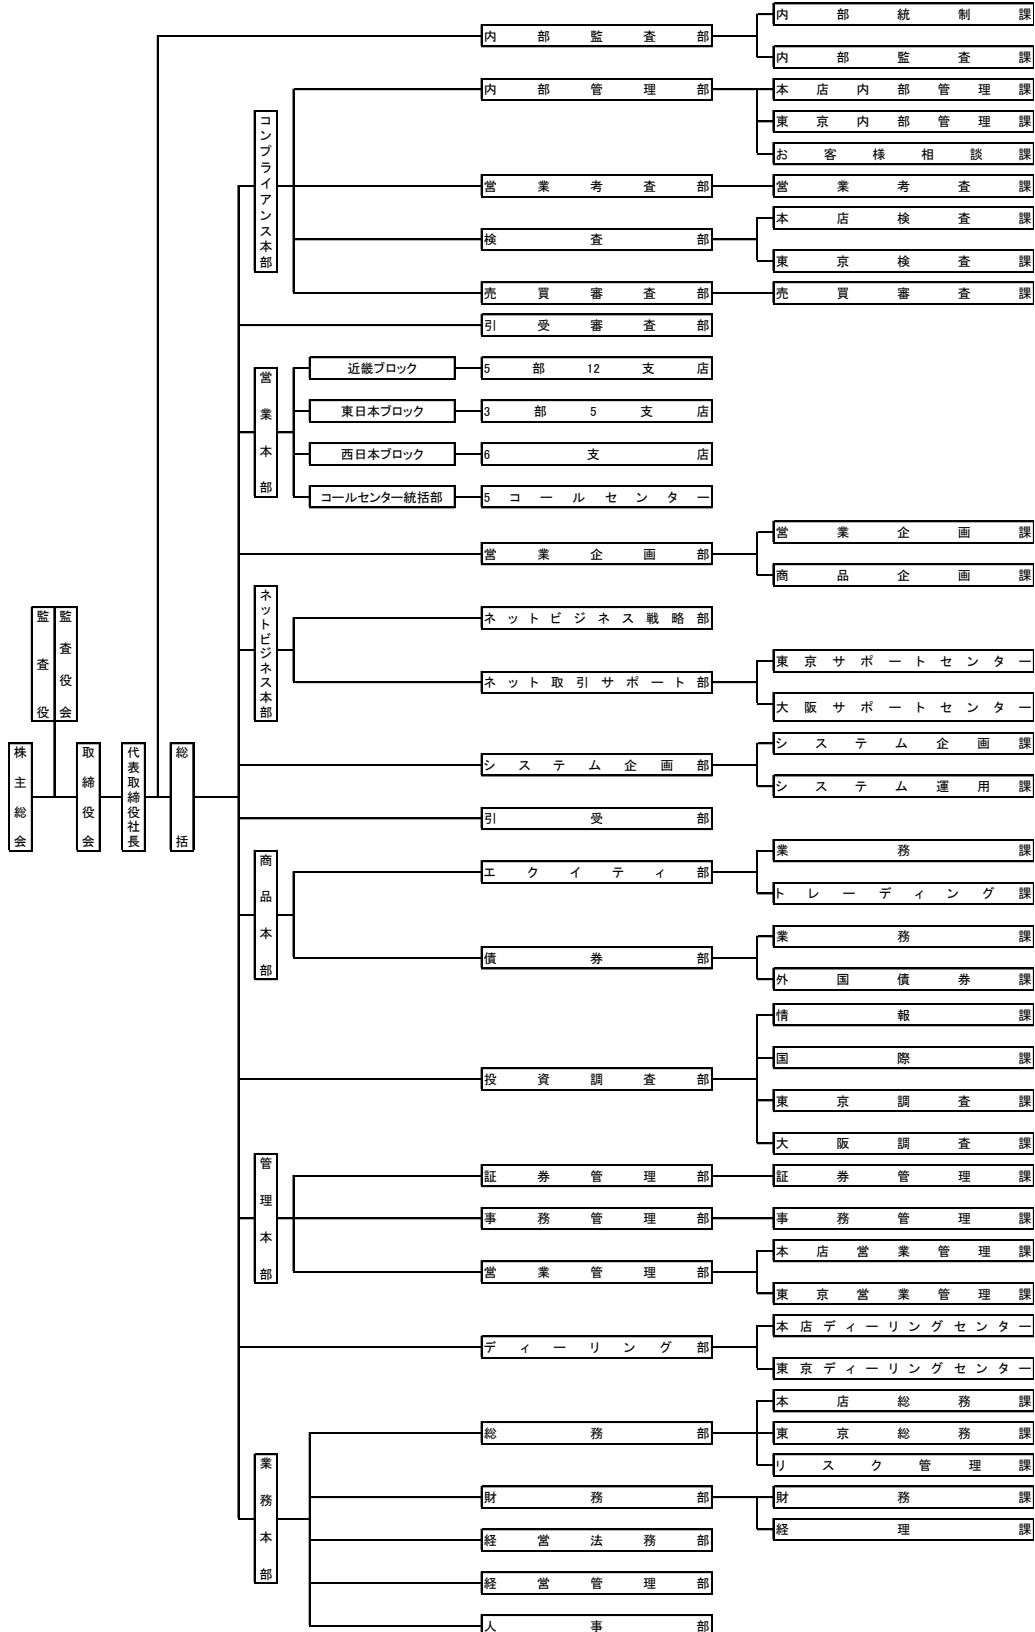 内部監査部
内部統制課
内部監査課
コンプライアンス本部
内部管理部
本店内部管理課
東京内部管理課
お客様相談課
営業考査部
営業考査課
検査部
本店検査課
東京検査課
売買審査部
売買審査課
引受審査部
営業本部
近畿ブロック
5部12支店
東日本ブロック
3部5支店
西日本ブロック
6支店
コールセンター統括部
5コールセンター
営業企画部
営業企画課
商品企画課
ネットビジネス本部
ネットビジネス戦略部
ネット取引サポート部
東京サポートセンター
大阪サポートセンター
監査役
監査役会
株主総会
取締役会
代表取締役社長
総括
システム企画部
システム企画課
システム運用課
引受部
商品本部
エクイティ部
業務課
トレーディング課
債券部
業務課
外国債券課
投資調査部
情報課
国際課
東京調査課
大阪調査課
管理本部
証券管理部
証券管理課
事務管理部
事務管理課
営業管理部
本店営業管理課
東京営業管理課
ディーリング部
本店ディーリングセンター
東京ディーリングセンター
業務本部
総務部
本店総務課
東京総務課
リスク管理課
財務部
財務課
経理課
経営法務部
経営管理部
人事部